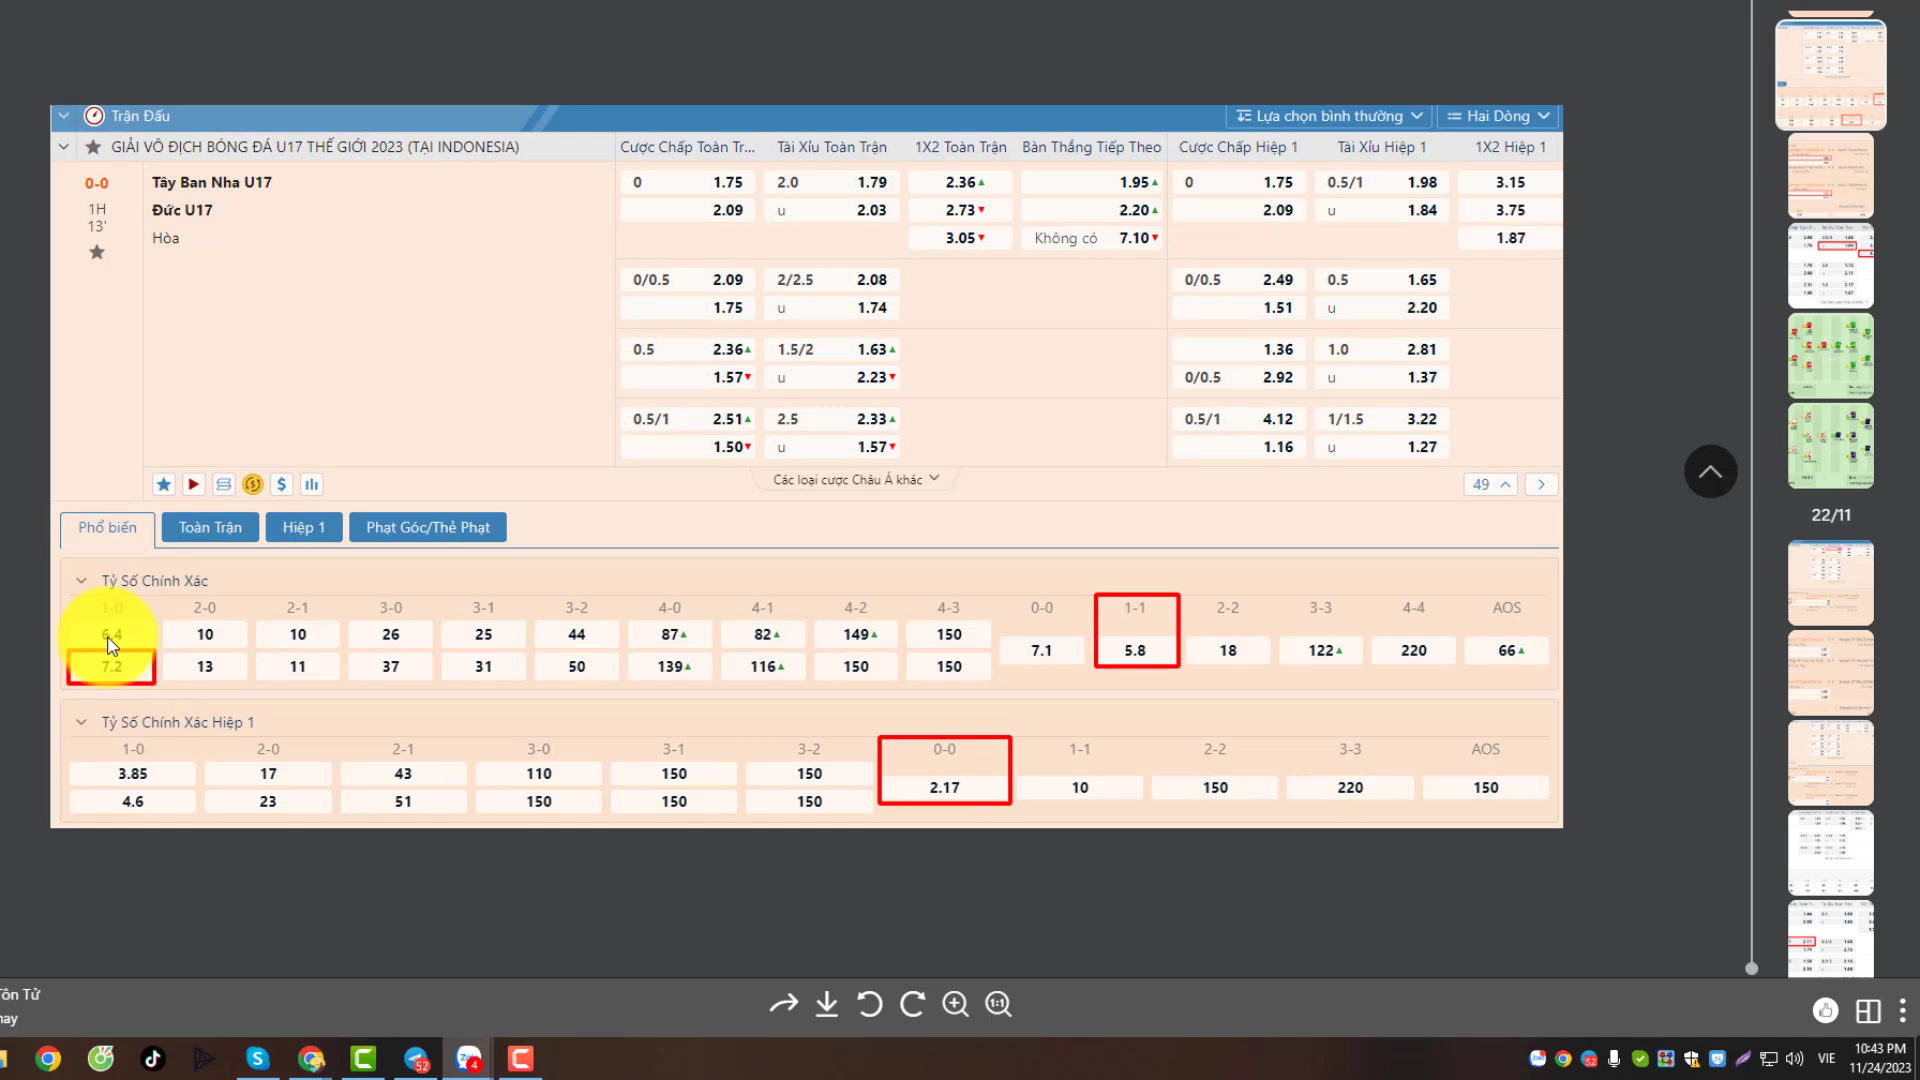 Trận Đấu
Lựa chọn bình thường
Hai Dòng
GIẢI VÔ ĐỊCH BÓNG ĐÁ U17 THẾ GIỚI 2023 (TẠI INDONESIA) Cược Chấp Toàn Tr... Tài Xỉu Toàn Trận 1X2 Toàn Trận Bàn Thắng Tiếp Theo Cược Chấp Hiệp 1 Tài Xỉu Hiệp 1 1X2 Hiệp 1
0-0 Tây Ban Nha U17 0 1.75 2.0 1.79 2.36 1.95 0 1.75 0.5/1 1.98 3.15
1H Đức U17 2.09 u 2.03 2.73 2.20 2.09 u 1.84 3.75
13' Hòa 3.05 Không có 7.10 1.87
0/0.5 2.09 2/2.5 2.08 0/0.5 2.49 0.5 1.65
1.75 u 1.74 1.51 u 2.20
0.5 2.36 1.5/2 1.63 1.36 1.0 2.81
1.57 u 2.23 0/0.5 2.92 u 1.37
0.5/1 2.51 2.5 2.33 0.5/1 4.12 1/1.5 3.22
1.50 u 1.57 1.16 u 1.27
Các loại cược Châu Á khác
49
Phổ biến Toàn Trận Hiệp 1 Phạt Góc/Thẻ Phạt
Tỷ Số Chính Xác
1-0 2-0 2-1 3-0 3-1 3-2 4-0 4-1 4-2 4-3 0-0 1-1 2-2 3-3 4-4 AOS
6.4 10 10 26 25 44 87 82 149 150
7.1 5.8 18 122 220 66
7.2 13 11 37 31 50 139 116 150 150
Tỷ Số Chính Xác Hiệp 1
1-0 2-0 2-1 3-0 3-1 3-2 0-0 1-1 2-2 3-3 AOS
3.85 17 43 110 150 150
2.17 10 150 220 150
4.6 23 51 150 150 150
22/11
Tôn Tử
nay
1:1
52
4
VIE
10:43 PM
11/24/2023